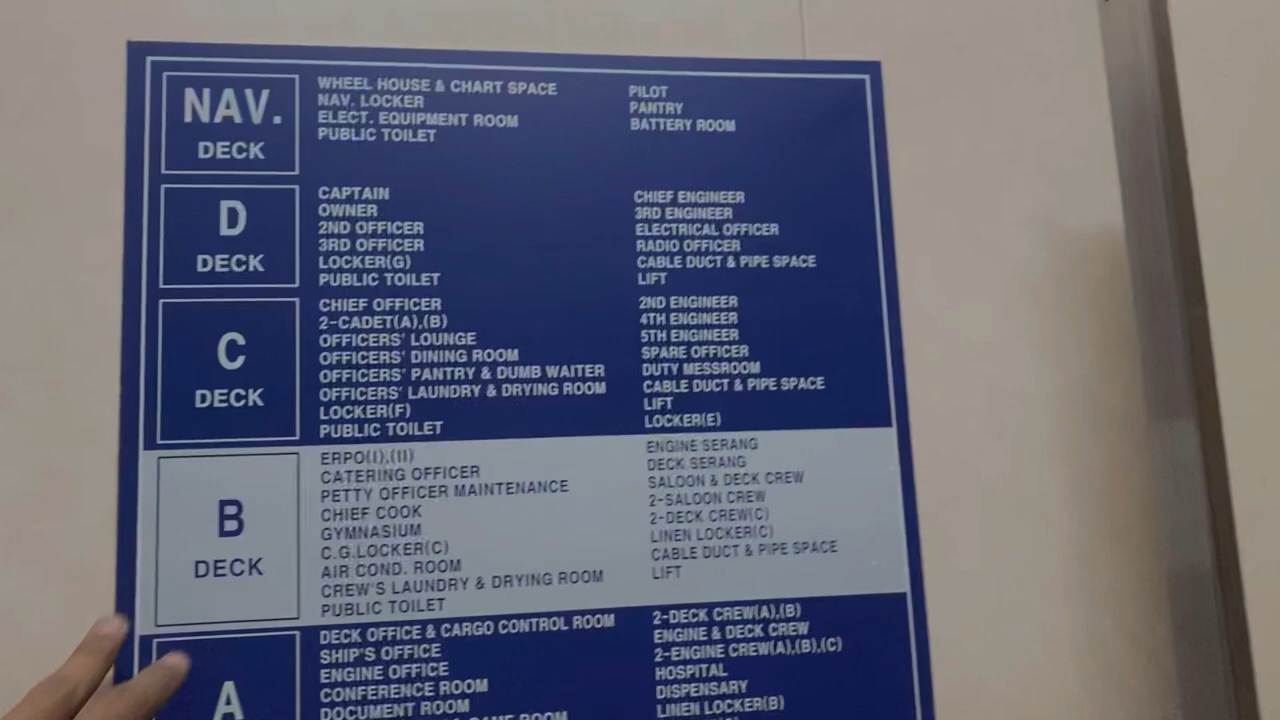 NAV.
DECK
WHEEL HOUSE & CHART SPACE
NAV. LOCKER
ELECT. EQUIPMENT ROOM
PUBLIC TOILET
PILOT
PANTRY
BATTERY ROOM
D
DECK
CAPTAIN
OWNER
2ND OFFICER
3RD OFFICER
LOCKER(G)
PUBLIC TOILET
CHIEF ENGINEER
3RD ENGINEER
ELECTRICAL OFFICER
RADIO OFFICER
CABLE DUCT & PIPE SPACE
LIFT
C
DECK
CHIEF OFFICER
2-CADET(A),(B)
OFFICERS' LOUNGE
OFFICERS' DINING ROOM
OFFICERS' PANTRY & DUMB WAITER
OFFICERS' LAUNDRY & DRYING ROOM
LOCKER(F)
PUBLIC TOILET
2ND ENGINEER
4TH ENGINEER
5TH ENGINEER
SPARE OFFICER
DUTY MESSROOM
CABLE DUCT & PIPE SPACE
LIFT
LOCKER(E)
B
DECK
ERPO(I),(II)
CATERING OFFICER
PETTY OFFICER MAINTENANCE
CHIEF COOK
GYMNASIUM
C.G.LOCKER(C)
AIR COND. ROOM
CREW'S LAUNDRY & DRYING ROOM
PUBLIC TOILET
ENGINE SERANG
DECK SERANG
SALOON & DECK CREW
2-SALOON CREW
2-DECK CREW(C)
LINEN LOCKER(C)
CABLE DUCT & PIPE SPACE
LIFT
A
DECK OFFICE & CARGO CONTROL ROOM
SHIP'S OFFICE
ENGINE OFFICE
CONFERENCE ROOM
DOCUMENT ROOM
GAME ROOM
2-DECK CREW(A),(B)
ENGINE & DECK CREW
2-ENGINE CREW(A),(B),(C)
HOSPITAL
DISPENSARY
LINEN LOCKER(B)